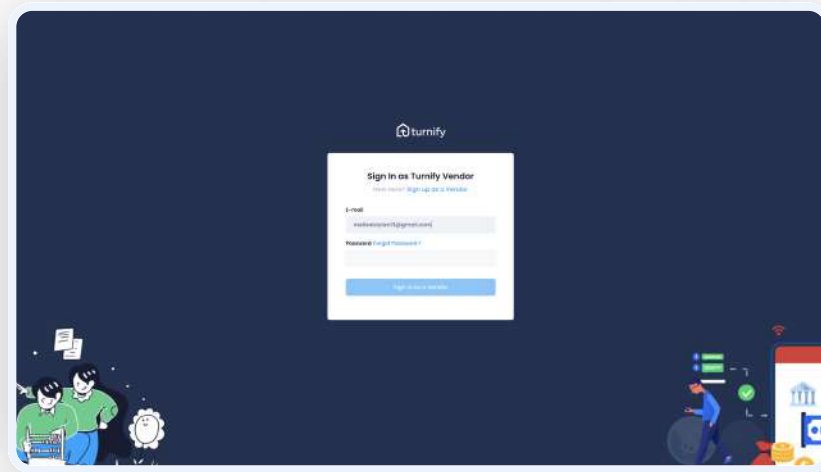 turnify
Sign In as Turnify Vendor
New Here? Sign up as a Vendor
E-mail
Password Forgot Password ?
Sign in as a Vendor